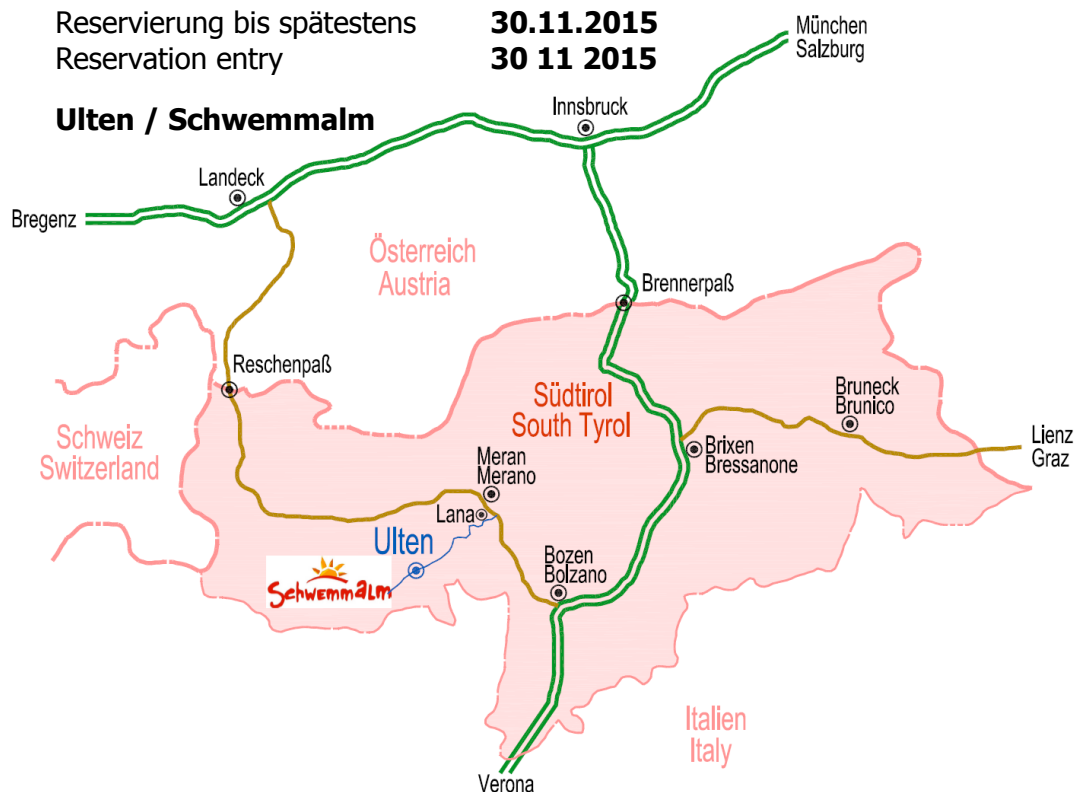 Reservierung bis spätestens 30.11.2015
Reservation entry 30 11 2015
Ulten / Schwemmalm
München
Salzburg
Innsbruck
Landeck
Bregenz
Österreich
Austria
Brennerpaß
Reschenpaß
Südtirol
South Tyrol
Bruneck
Brunico
Schweiz
Switzerland
Lienz
Graz
Brixen
Bressanone
Meran
Merano
Lana
Ulten
Schwemmalm
Bozen
Bolzano
Italien
Italy
Verona